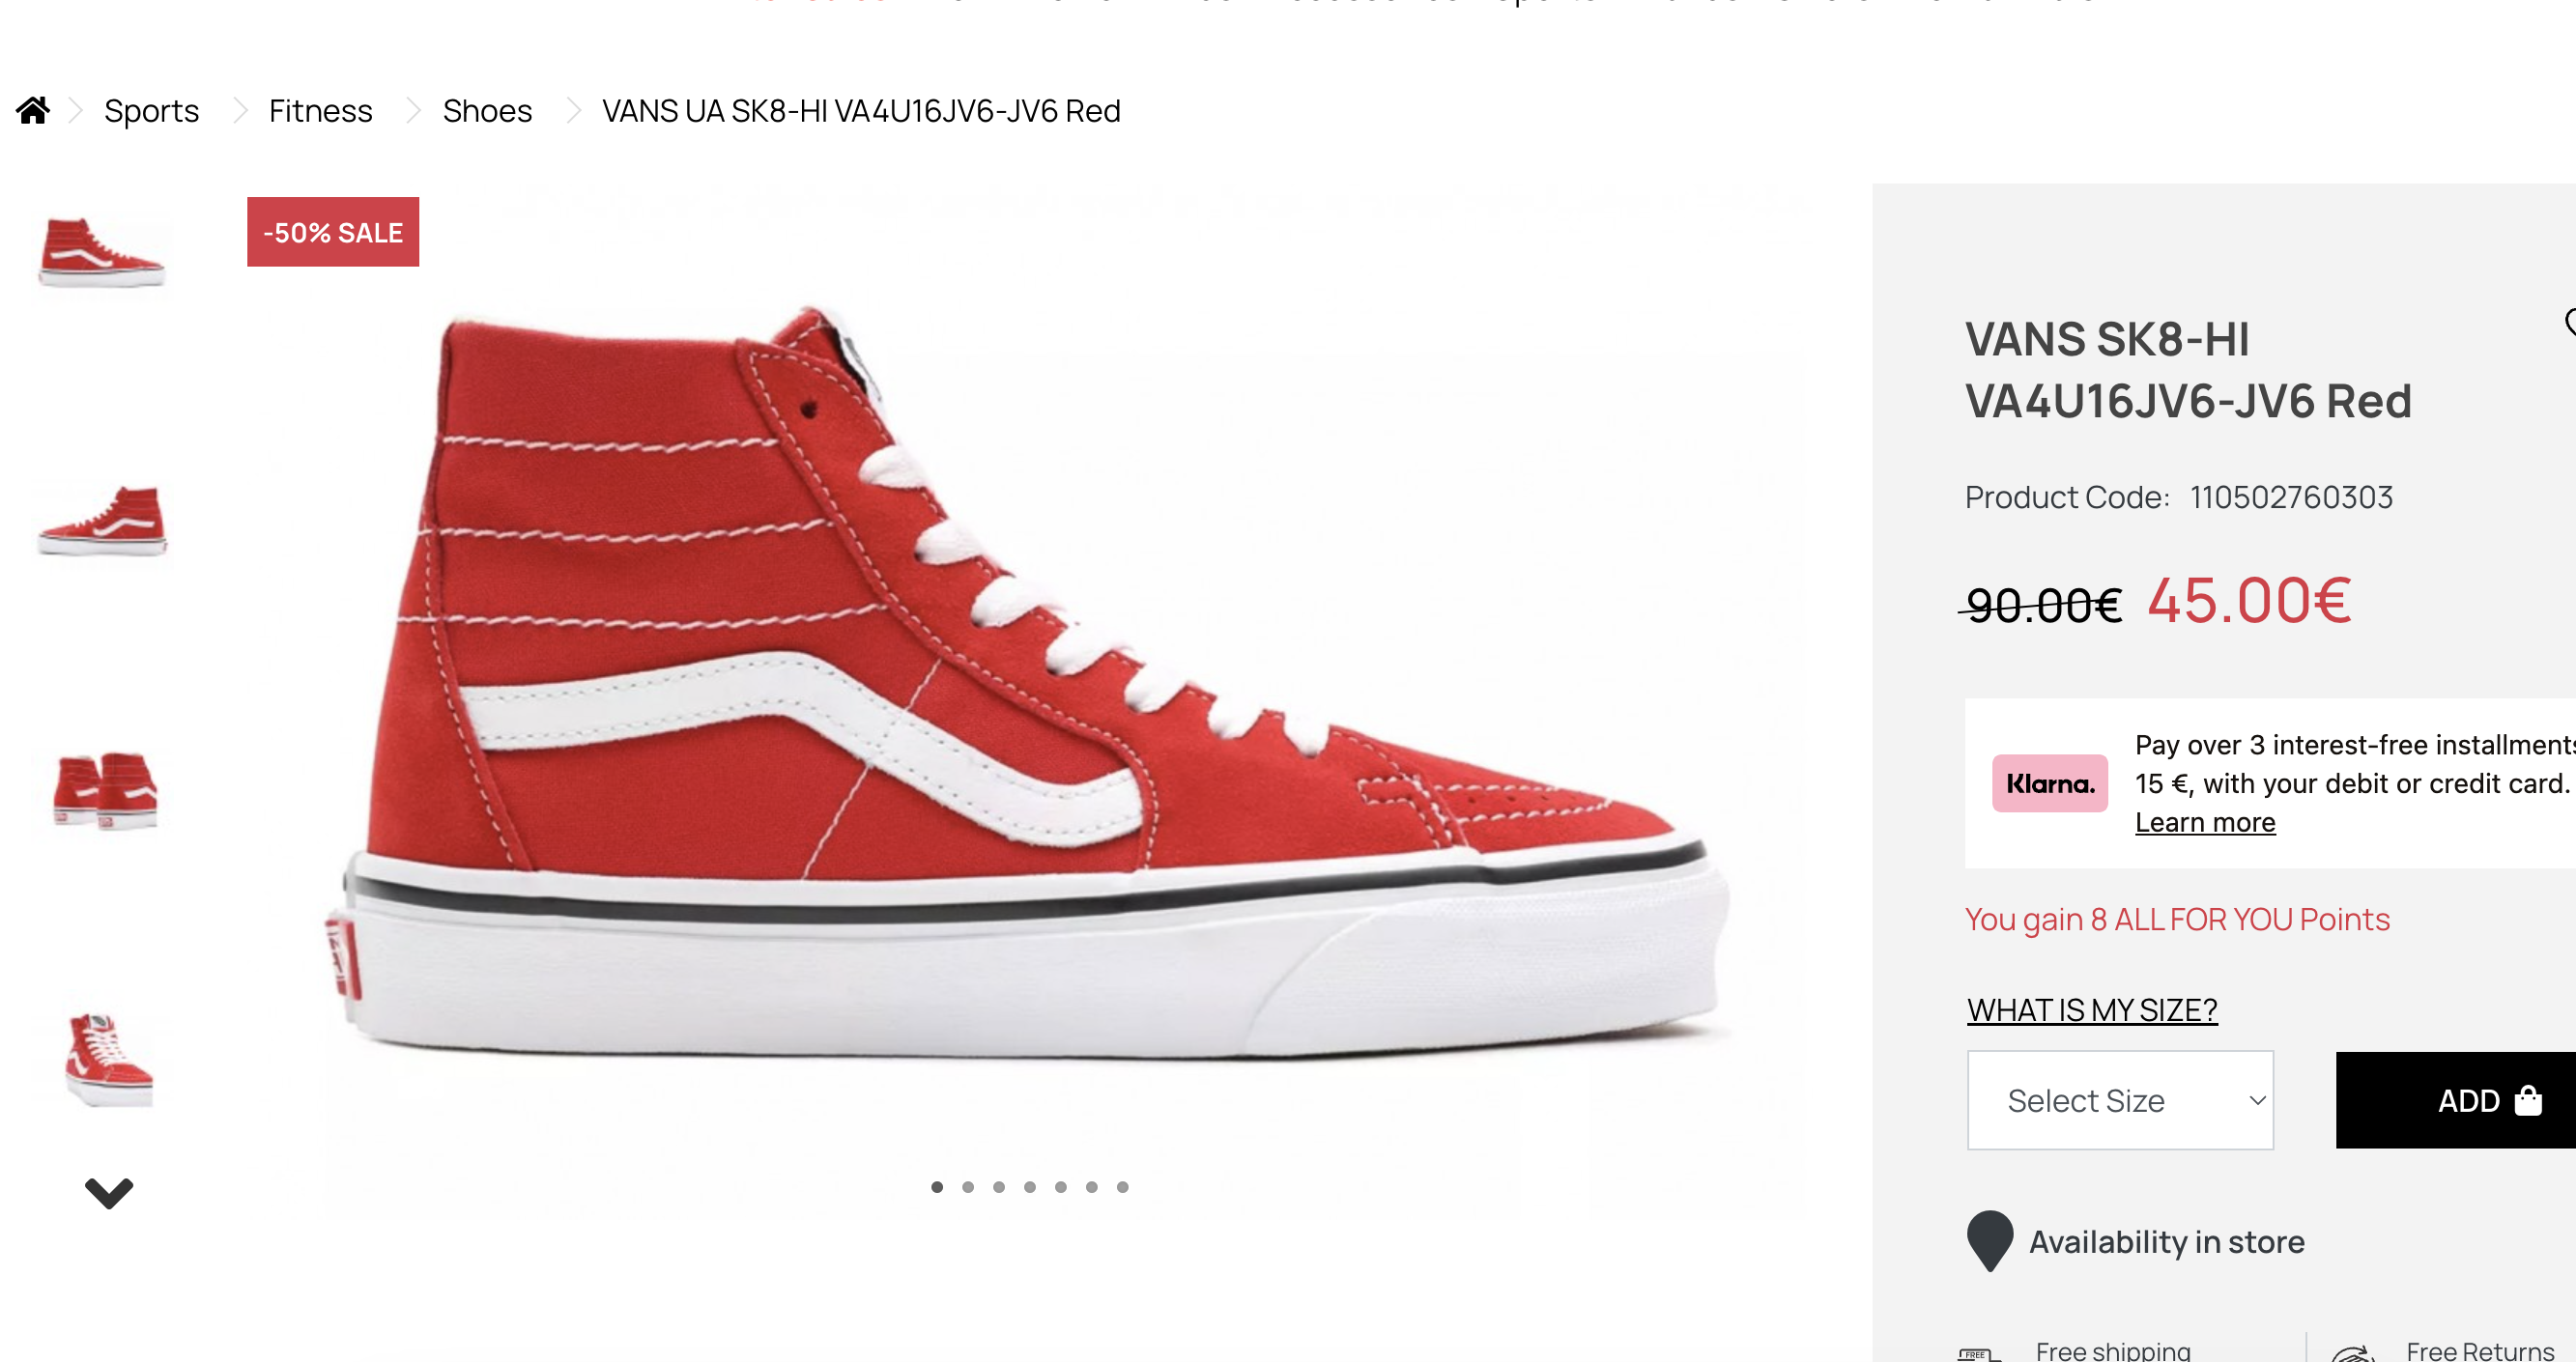 Sports
Fitness
Shoes
VANS UA SK8-HI VA4U16JV6-JV6 Red
-50% SALE
VANS SK8-HI
VA4U16JV6-JV6 Red
Product Code: 110502760303
90.00€ 45.00€
Klarna.
Pay over 3 interest-free installments
15 €, with your debit or credit card.
Learn more
You gain 8 ALL FOR YOU Points
WHAT IS MY SIZE?
Select Size
ADD
Availability in store
FREE
Free shipping
Free Returns